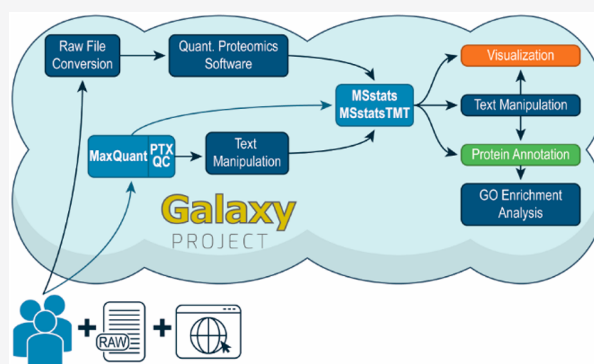 Raw File
Conversion
Quant. Proteomics
Software
Visualization
MSstats
MSstatsTMT
Text Manipulation
MaxQuant
PTX
QC
Text
Manipulation
Protein Annotation
GO Enrichment
Analysis
Galaxy
PROJECT
RAW